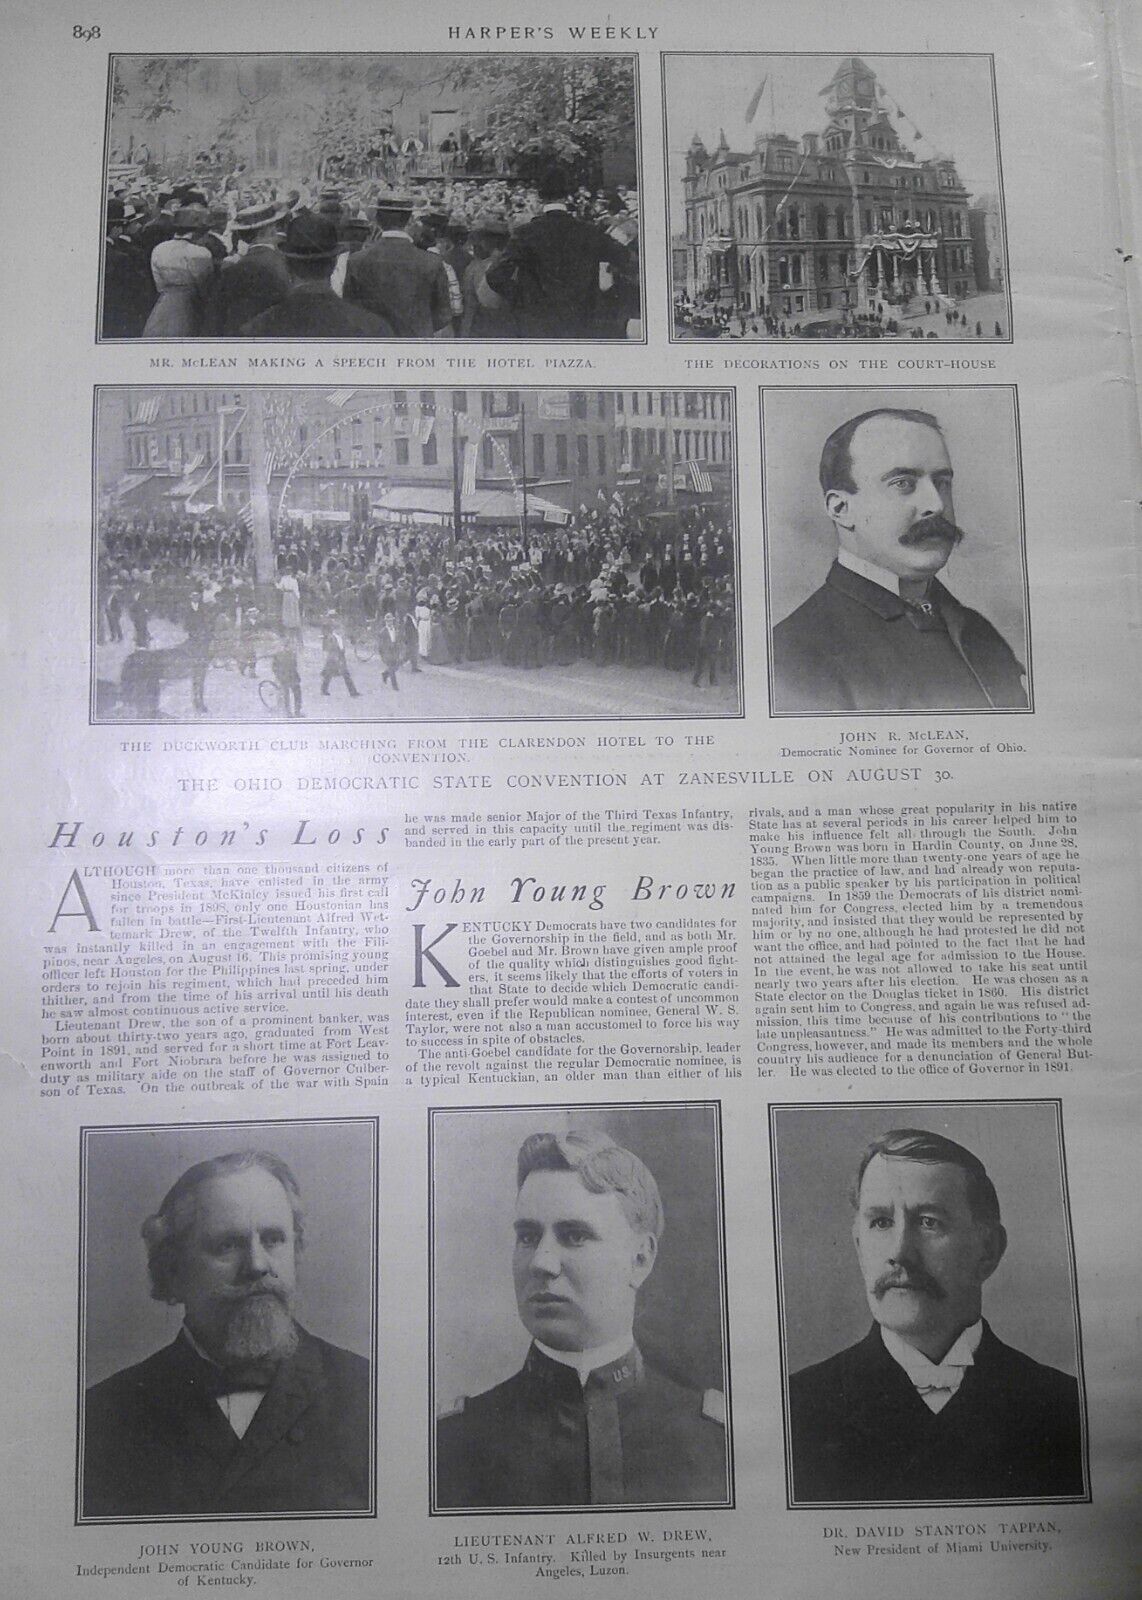 898
HARPER'S WEEKLY
MR. McLEAN MAKING A SPEECH FROM THE HOTEL PIAZZA.
THE DECORATIONS ON THE COURT-HOUSE
THE DUCKWORTH CLUB MARCHING FROM THE CLARENDON HOTEL TO THE
CONVENTION.
JOHN R. McLEAN,
Democratic Nominee for Governor of Ohio.
THE OHIO DEMOCRATIC STATE CONVENTION AT ZANESVILLE ON AUGUST 30.
Houston's Loss
ALTHOUGH more than one thousand citizens of
Houston, Texas, have enlisted in the army
since President McKinley issued his first call
for troops in 1898, only one Houstonian has
fallen in battle—First-Lieutenant Alfred Wet-
temark Drew, of the Twelfth Infantry, who
was instantly killed in an engagement with the Fili-
pinos, near Angeles, on August 16. This promising young
officer left Houston for the Philippines last spring, under
orders to rejoin his regiment, which had preceded him
thither, and from the time of his arrival until his death
he saw almost continuous active service.
Lieutenant Drew, the son of a prominent banker, was
born about thirty-two years ago, graduated from West
Point in 1891, and served for a short time at Fort Leav-
enworth and Fort Niobrara before he was assigned to
duty as military aide on the staff of Governor Culber-
son of Texas. On the outbreak of the war with Spain
he was made senior Major of the Third Texas Infantry,
and served in this capacity until the regiment was dis-
banded in the early part of the present year.
John Young Brown
KENTUCKY Democrats have two candidates for
the Governorship in the field, and as both Mr.
Goebel and Mr. Brown have given ample proof
of the quality which distinguishes good fight-
ers, it seems likely that the efforts of voters in
that State to decide which Democratic candi-
date they shall prefer would make a contest of uncommon
interest, even if the Republican nominee, General W. S.
Taylor, were not also a man accustomed to force his way
to success in spite of obstacles.
The anti-Goebel candidate for the Governorship, leader
of the revolt against the regular Democratic nominee, is
a typical Kentuckian, an older man than either of his
rivals, and a man whose great popularity in his native
State has at several periods in his career helped him to
make his influence felt all through the South. John
Young Brown was born in Hardin County, on June 28,
1835. When little more than twenty-one years of age he
began the practice of law, and had already won reputa-
tion as a public speaker by his participation in political
campaigns. In 1859 the Democrats of his district nomi-
nated him for Congress, elected him by a tremendous
majority, and insisted that they would be represented by
him or by no one, although he had protested he did not
want the office, and had pointed to the fact that he had
not attained the legal age for admission to the House.
In the event, he was not allowed to take his seat until
nearly two years after his election. He was chosen as a
State elector on the Douglas ticket in 1860. His district
again sent him to Congress, and again he was refused ad-
mission, this time because of his contributions to "the
late unpleasantness." He was admitted to the Forty-third
Congress, however, and made its members and the whole
country his audience for a denunciation of General But-
ler. He was elected to the office of Governor in 1891.
JOHN YOUNG BROWN,
Independent Democratic Candidate for Governor
of Kentucky.
LIEUTENANT ALFRED W. DREW,
12th U. S. Infantry. Killed by Insurgents near
Angeles, Luzon.
DR. DAVID STANTON TAPPAN,
New President of Miami University.